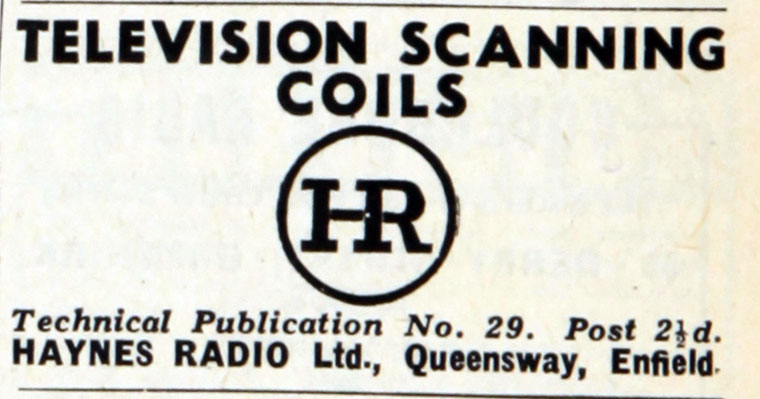 TELEVISION SCANNING
COILS
HR
Technical Publication No. 29. Post 2½d.
HAYNES RADIO Ltd., Queensway, Enfield.